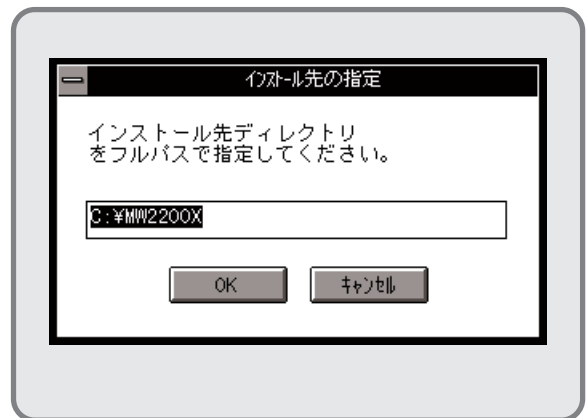 インストール先の指定
インストール先ディレクトリ
をフルパスで指定してください。
C:¥MW2200X
OK
キャンセル